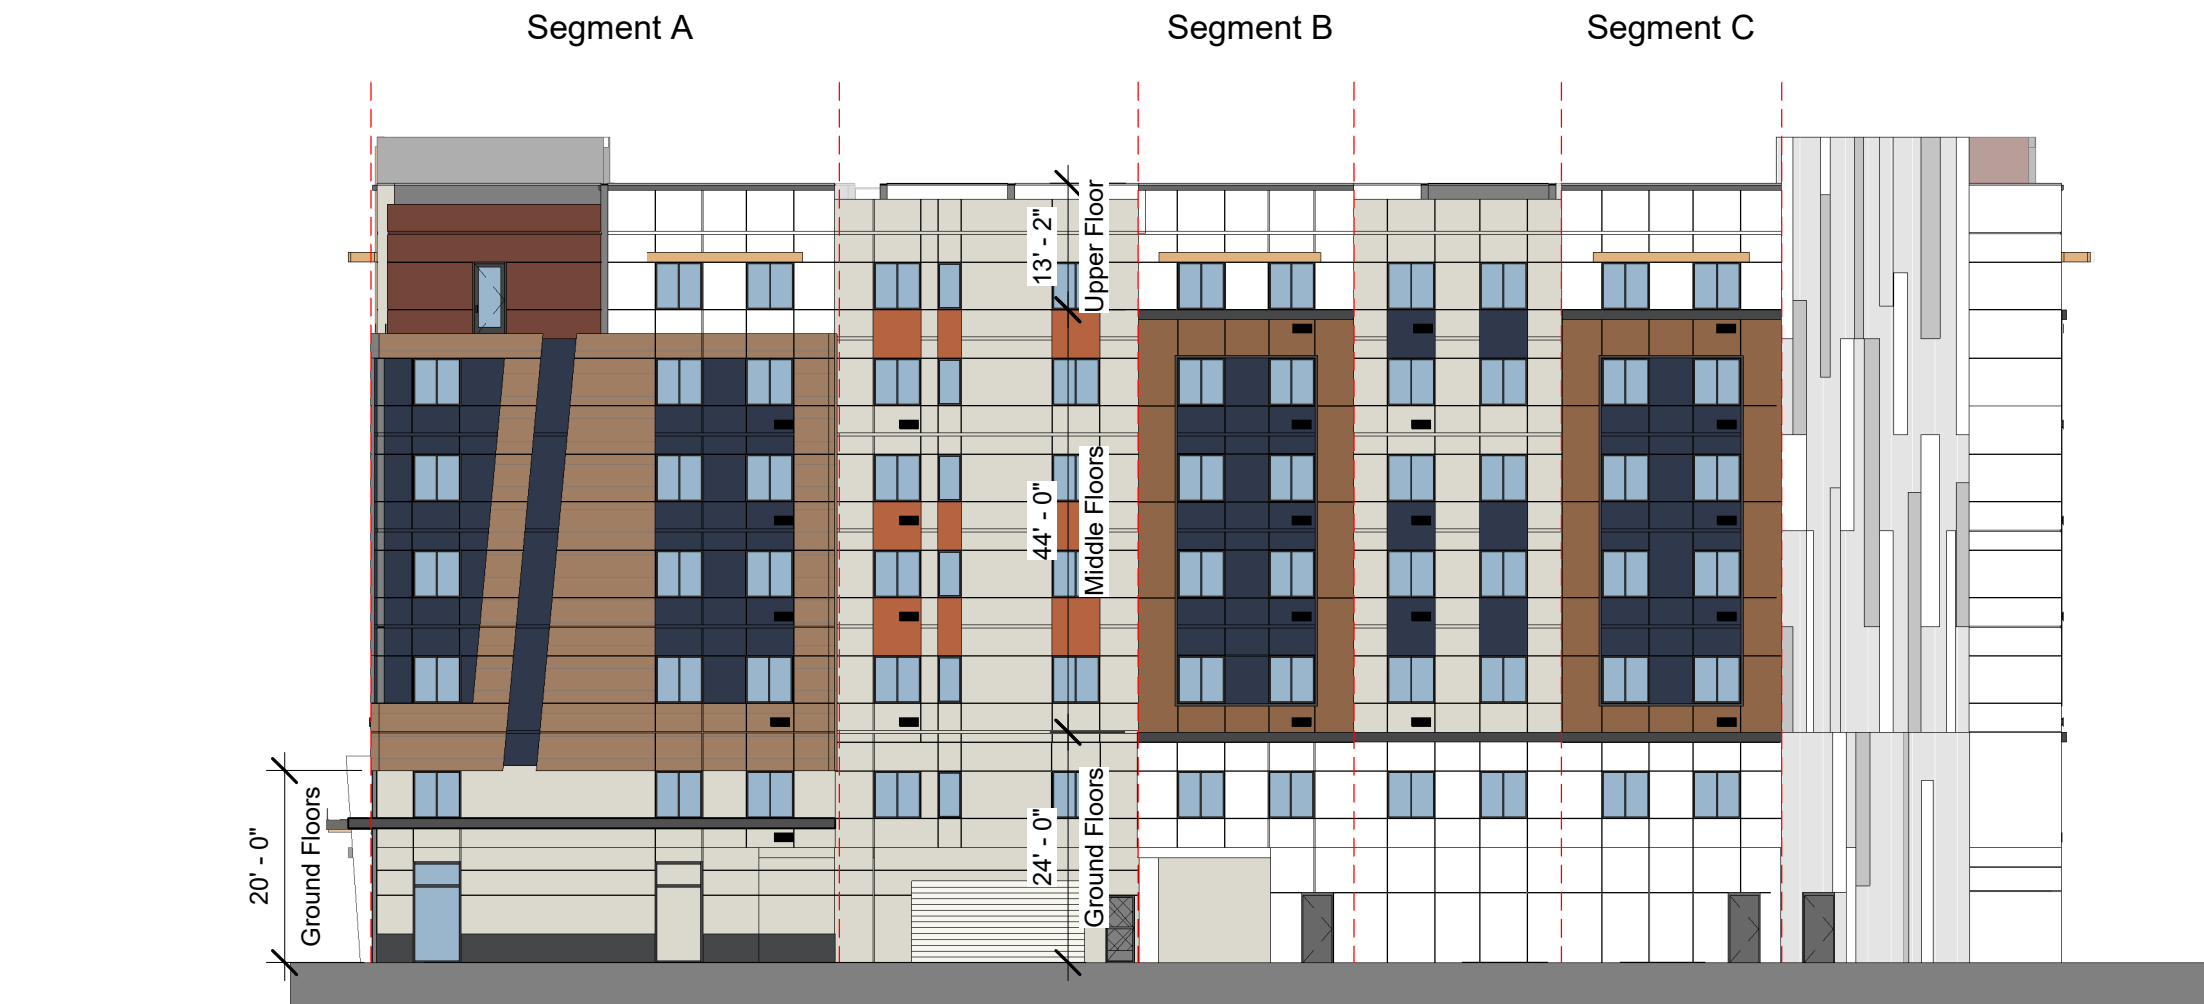 Segment A
Segment B
Segment C
13' - 2"
Upper Floor
44' - 0"
Middle Floors
24' - 0"
Ground Floors
20' - 0"
Ground Floors